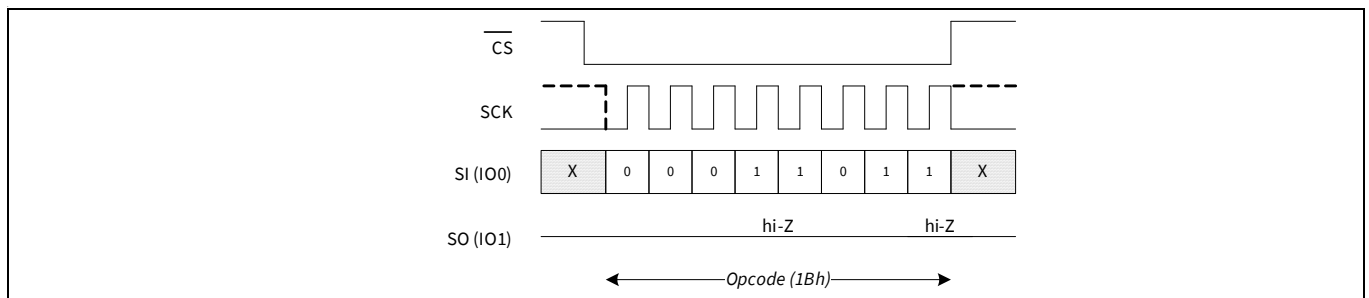 CS
SCK
SI (IO0) X 0 0 0 1 1 0 1 1 X
hi-Z hi-Z
SO (IO1)
Opcode (1Bh)